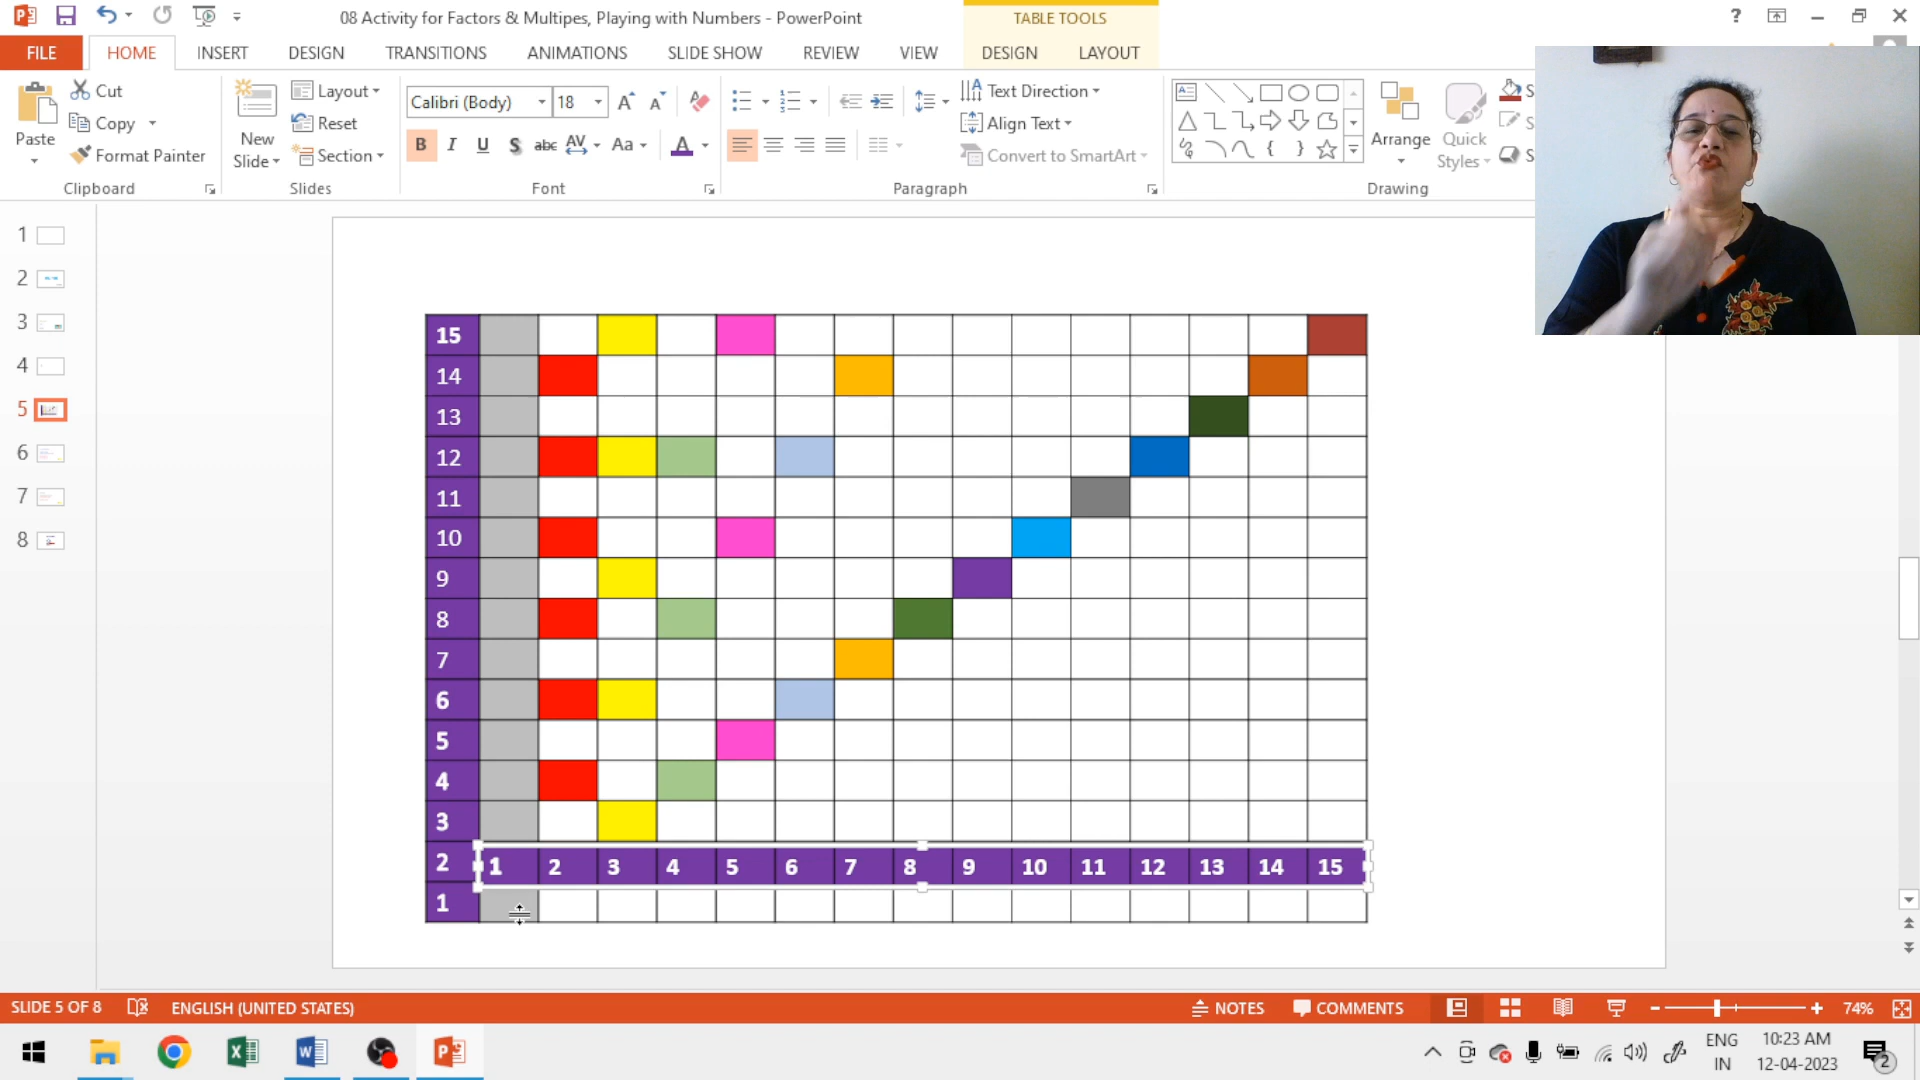 08 Activity for Factors & Multipes, Playing with Numbers - PowerPoint
TABLE TOOLS
?
FILE HOME INSERT DESIGN TRANSITIONS ANIMATIONS SLIDE SHOW REVIEW VIEW DESIGN LAYOUT
Paste
Cut
Copy
Format Painter
Clipboard
New Slide
Layout
Reset
Section
Slides
Calibri (Body) 18
B I U S abc AV Aa A
Font
Text Direction
Align Text
Convert to SmartArt
Paragraph
Arrange
Quick Styles
S
S
S
Drawing
1
2
3
4
5
6
7
8
15
14
13
12
11
10
9
8
7
6
5
4
3
2
1 2 3 4 5 6 7 8 9 10 11 12 13 14 15
1
SLIDE 5 OF 8 ENGLISH (UNITED STATES) NOTES COMMENTS 74%
ENG IN
10:23 AM
12-04-2023
2